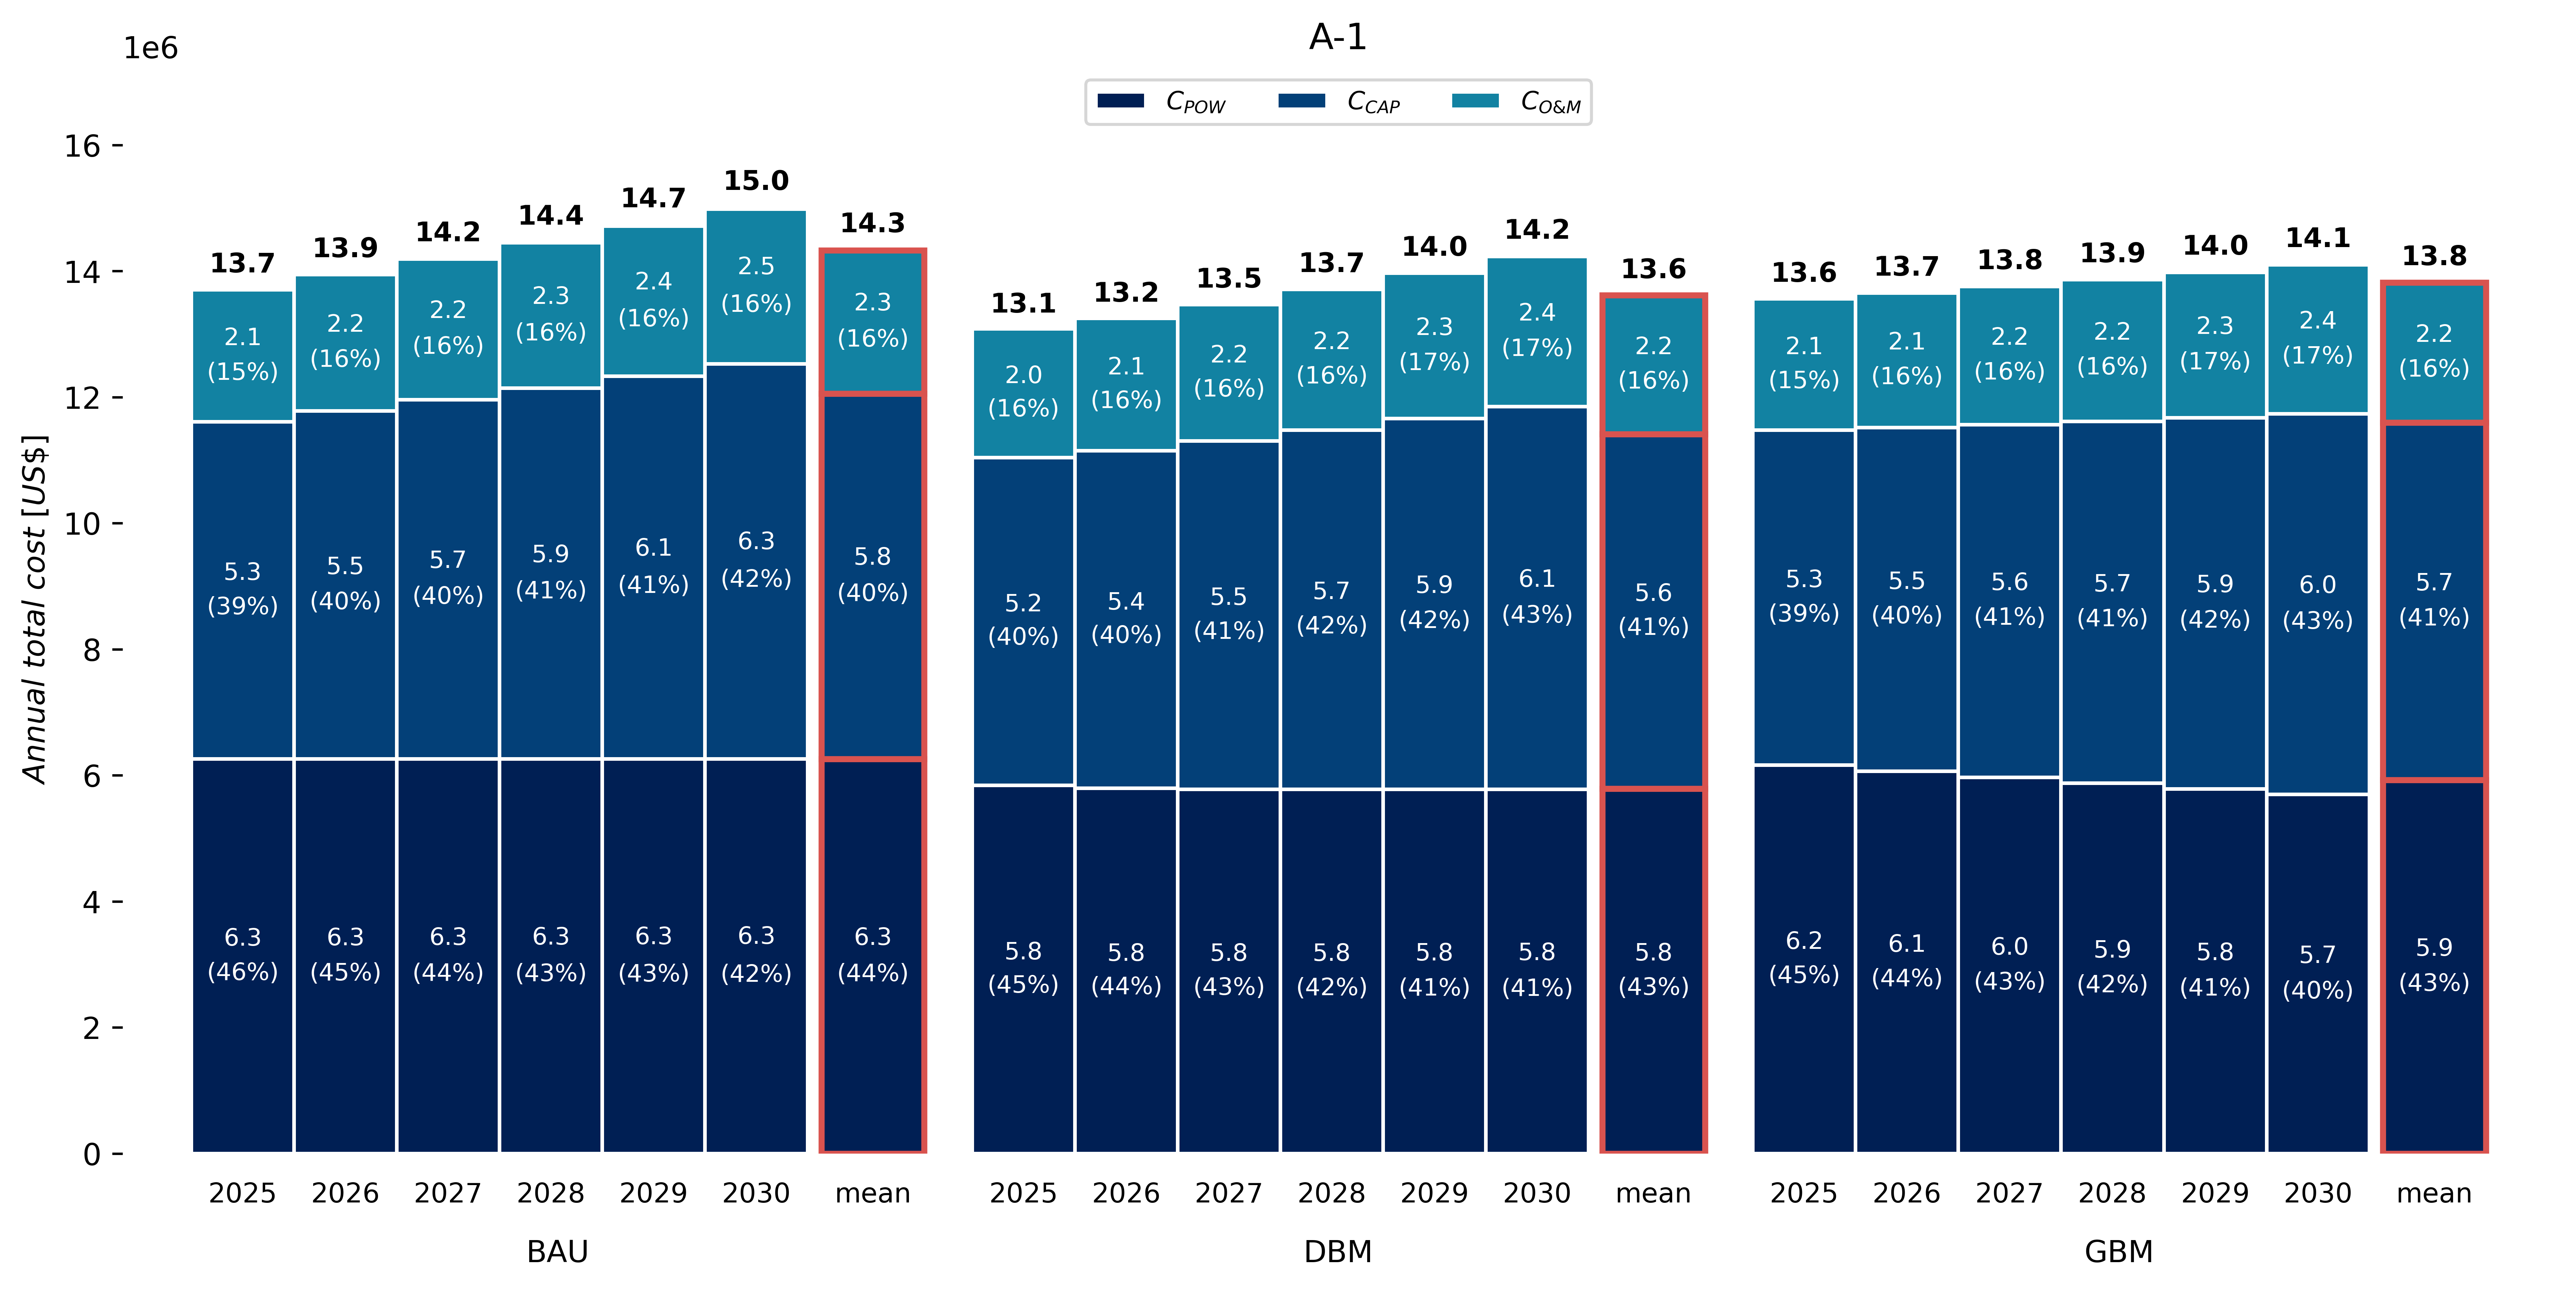 A-1
1e6
C_POW C_CAP C_O&M
Annual total cost [US$]
16
14
12
10
8
6
4
2
0
13.7 13.9 14.2 14.4 14.7 15.0 14.3
2.1 2.2 2.2 2.3 2.4 2.5 2.3
(15%) (16%) (16%) (16%) (16%) (16%) (16%)
5.3 5.5 5.7 5.9 6.1 6.3 5.8
(39%) (40%) (40%) (41%) (41%) (42%) (40%)
6.3 6.3 6.3 6.3 6.3 6.3 6.3
(46%) (45%) (44%) (43%) (43%) (42%) (44%)
2025 2026 2027 2028 2029 2030 mean
BAU
13.1 13.2 13.5 13.7 14.0 14.2 13.6
2.0 2.1 2.2 2.2 2.3 2.4 2.2
(16%) (16%) (16%) (16%) (17%) (17%) (16%)
5.2 5.4 5.5 5.7 5.9 6.1 5.6
(40%) (40%) (41%) (42%) (42%) (43%) (41%)
5.8 5.8 5.8 5.8 5.8 5.8 5.8
(45%) (44%) (43%) (42%) (41%) (41%) (43%)
2025 2026 2027 2028 2029 2030 mean
DBM
13.6 13.7 13.8 13.9 14.0 14.1 13.8
2.1 2.1 2.2 2.2 2.3 2.4 2.2
(15%) (16%) (16%) (16%) (17%) (17%) (16%)
5.3 5.5 5.6 5.7 5.9 6.0 5.7
(39%) (40%) (41%) (41%) (42%) (43%) (41%)
6.2 6.1 6.0 5.9 5.8 5.7 5.9
(45%) (44%) (43%) (42%) (41%) (40%) (43%)
2025 2026 2027 2028 2029 2030 mean
GBM